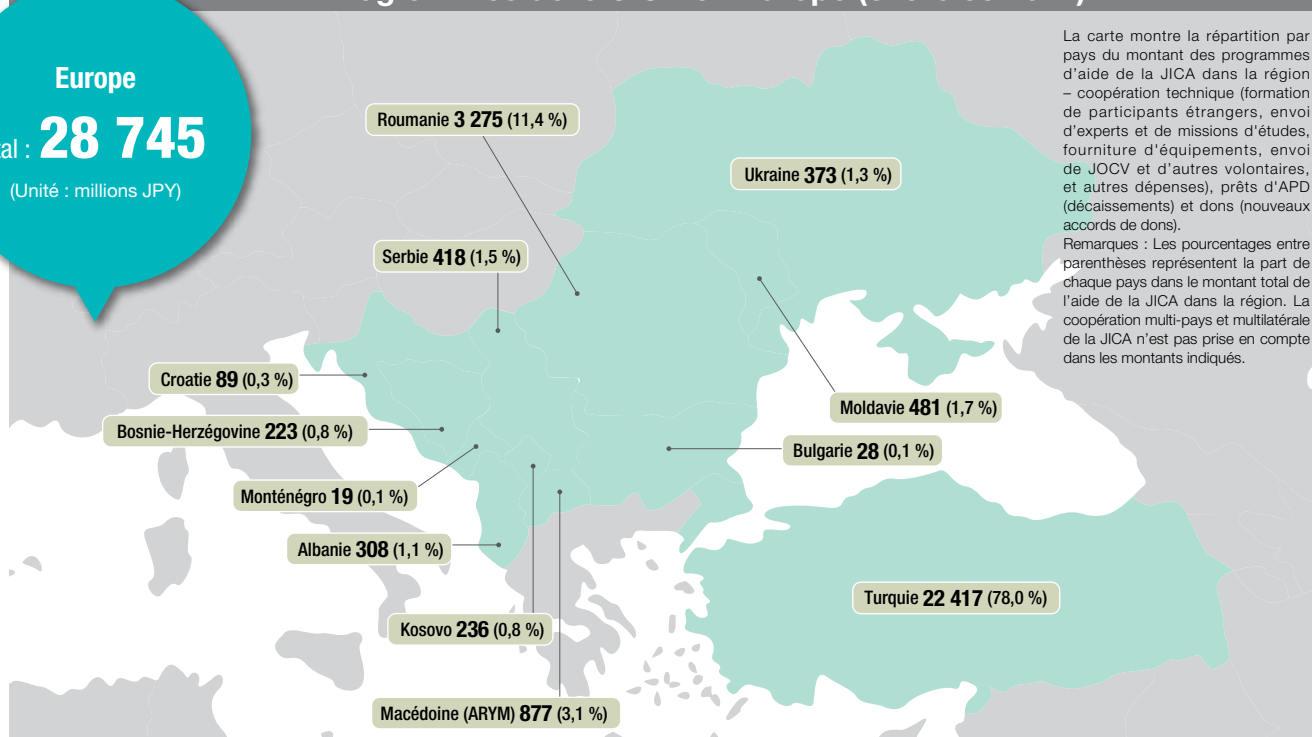 Europe
28 745
(Unité : millions JPY)
La carte montre la répartition par
pays du montant des programmes
d'aide de la JICA dans la région
– coopération technique (formation
de participants étrangers, envoi
d'experts et de missions d'études,
fourniture d'équipements, envoi
de JOCV et d'autres volontaires,
et autres dépenses), prêts d'APD
(décaissements) et dons (nouveaux
accords de dons).
Remarques : Les pourcentages entre
parenthèses représentent la part de
chaque pays dans le montant total de
l'aide de la JICA dans la région. La
coopération multi-pays et multilatérale
de la JICA n'est pas prise en compte
dans les montants indiqués.
Roumanie 3 275 (11,4 %)
Ukraine 373 (1,3 %)
Serbie 418 (1,5 %)
Croatie 89 (0,3 %)
Moldavie 481 (1,7 %)
Bosnie-Herzégovine 223 (0,8 %)
Bulgarie 28 (0,1 %)
Monténégro 19 (0,1 %)
Albanie 308 (1,1 %)
Turquie 22 417 (78,0 %)
Kosovo 236 (0,8 %)
Macédoine (ARYM) 877 (3,1 %)